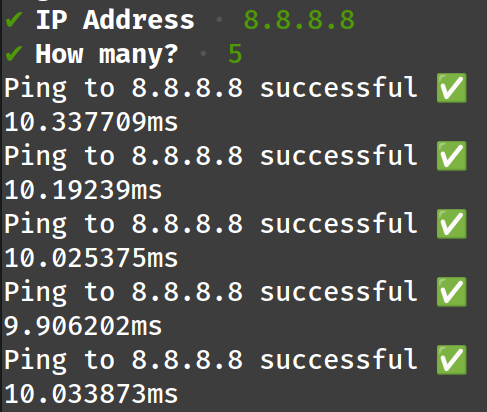 ✔ IP Address · 8.8.8.8
✔ How many? · 5
Ping to 8.8.8.8 successful ✅
10.337709ms
Ping to 8.8.8.8 successful ✅
10.19239ms
Ping to 8.8.8.8 successful ✅
10.025375ms
Ping to 8.8.8.8 successful ✅
9.906202ms
Ping to 8.8.8.8 successful ✅
10.033873ms